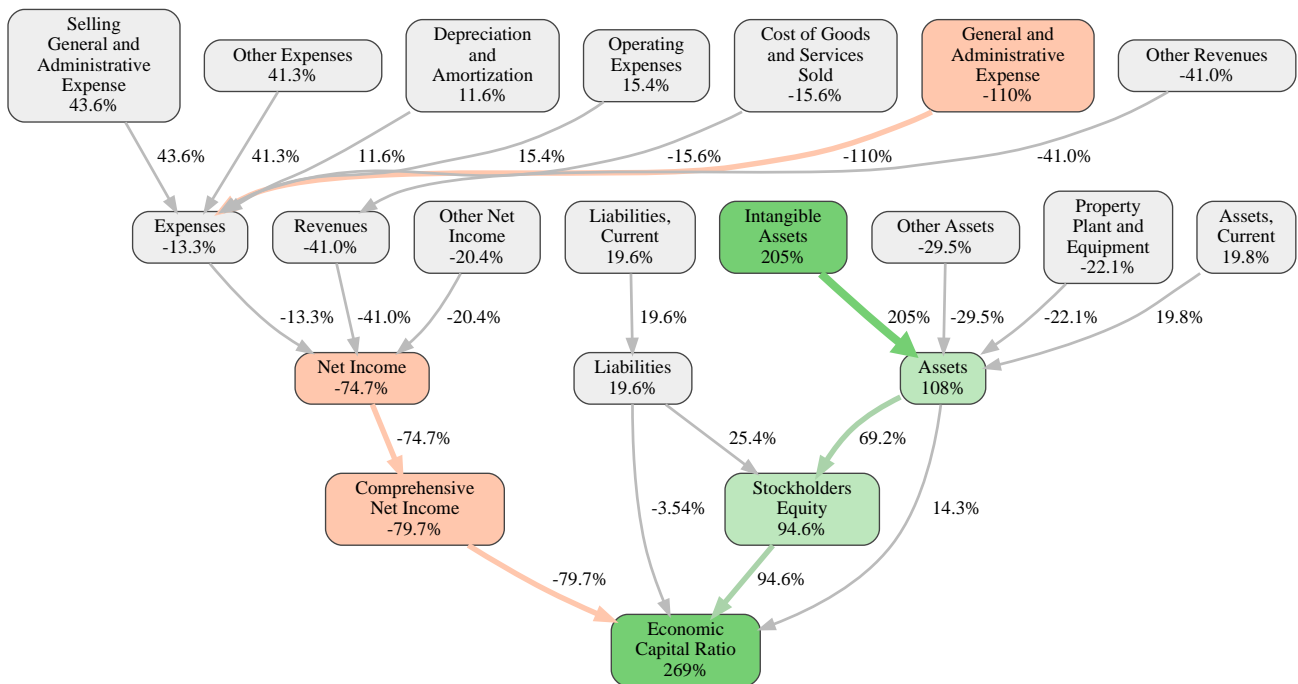 Selling
General and
Administrative
Expense
43.6%
Other Expenses
41.3%
Depreciation
and
Amortization
11.6%
Operating
Expenses
15.4%
Cost of Goods
and Services
Sold
-15.6%
General and
Administrative
Expense
-110%
Other Revenues
-41.0%
43.6%
41.3%
11.6%
15.4%
-15.6%
-110%
-41.0%
Expenses
-13.3%
Revenues
-41.0%
Other Net
Income
-20.4%
Liabilities,
Current
19.6%
Intangible
Assets
205%
Other Assets
-29.5%
Property
Plant and
Equipment
-22.1%
Assets,
Current
19.8%
-13.3%
-41.0%
-20.4%
19.6%
205%
-29.5%
-22.1%
19.8%
Net Income
-74.7%
Liabilities
19.6%
Assets
108%
-74.7%
25.4%
69.2%
Comprehensive
Net Income
-79.7%
-3.54%
Stockholders
Equity
94.6%
14.3%
-79.7%
94.6%
Economic
Capital Ratio
269%